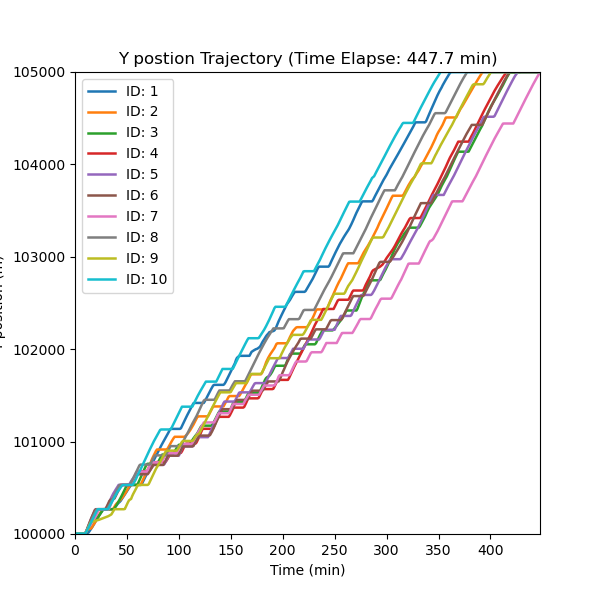 Y postion Trajectory (Time Elapse: 447.7 min)
105000
104000
103000
102000
101000
100000
ID: 1
ID: 2
ID: 3
ID: 4
ID: 5
ID: 6
ID: 7
ID: 8
ID: 9
ID: 10
0
50
100
150
200
250
300
350
400
Time (min)